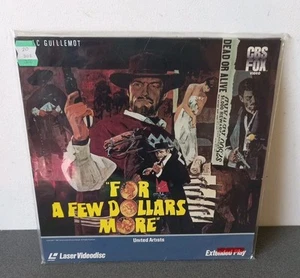 C GUILLEMOT
CBS
FOX
VIDEO
DEAD OR ALIVE
"FOR
A FEW DOLLARS
MORE"
United Artists
LaserVideodisc
Extended Play